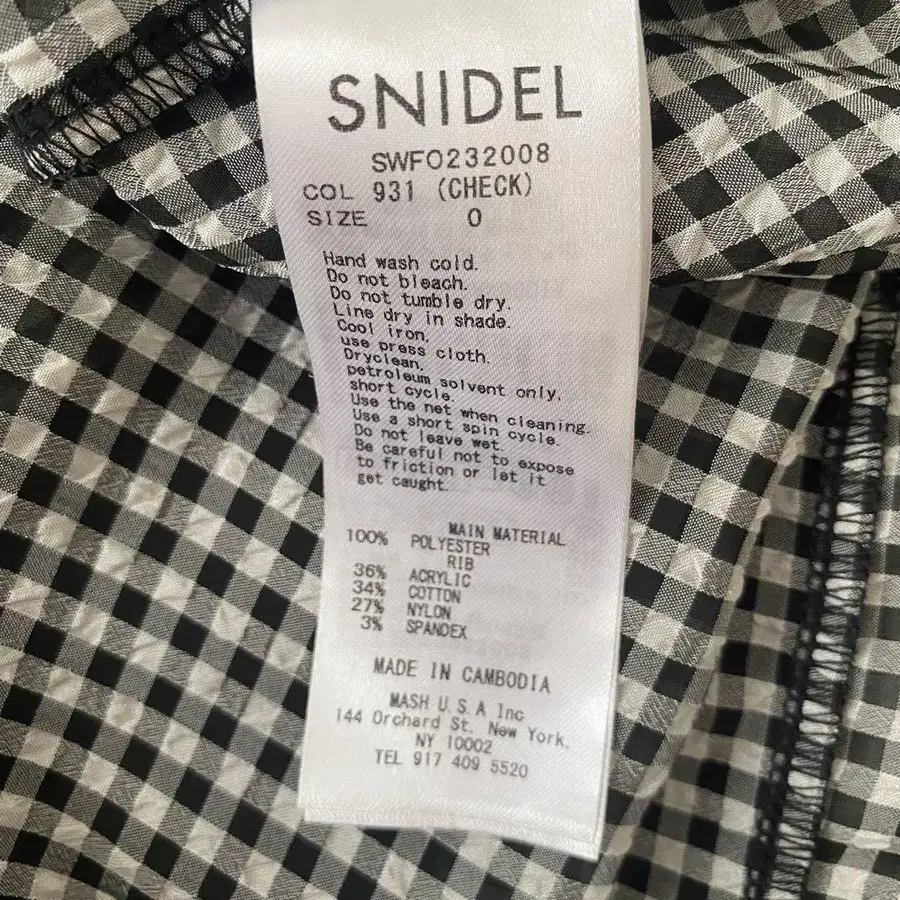 SNIDEL
SWFO232008
COL 931 (CHECK)
SIZE 0
Hand wash cold.
Do not bleach.
Do not tumble dry.
Line dry in shade.
Cool iron,
use press cloth.
Dryclean,
petroleum solvent only,
short cycle.
Use the net when cleaning.
Use a short spin cycle.
Do not leave wet.
Be careful not to expose
to friction or let it
get caught.
MAIN MATERIAL
100% POLYESTER
RIB
36% ACRYLIC
34% COTTON
27% NYLON
3% SPANDEX
MADE IN CAMBODIA
MASH U.S.A Inc
144 Orchard St. New York,
NY 10002
TEL 917 409 5520